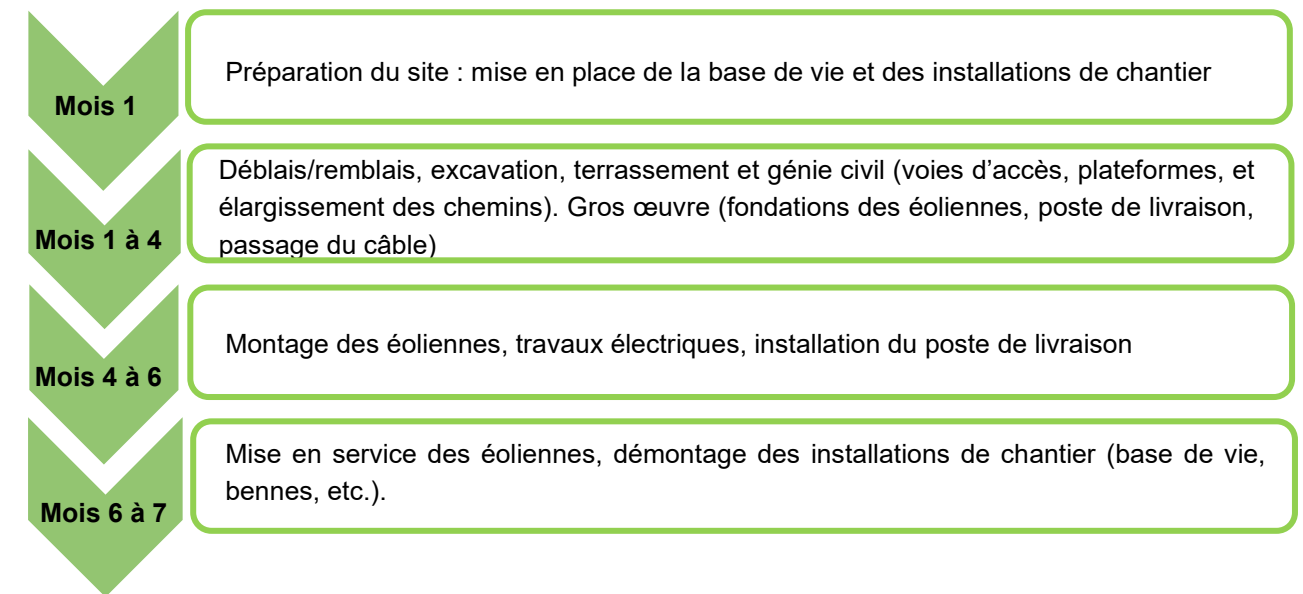 Mois 1
Préparation du site : mise en place de la base de vie et des installations de chantier
Mois 1 à 4
Déblais/remblais, excavation, terrassement et génie civil (voies d’accès, plateformes, et
élargissement des chemins). Gros œuvre (fondations des éoliennes, poste de livraison,
passage du câble)
Mois 4 à 6
Montage des éoliennes, travaux électriques, installation du poste de livraison
Mois 6 à 7
Mise en service des éoliennes, démontage des installations de chantier (base de vie,
bennes, etc.).